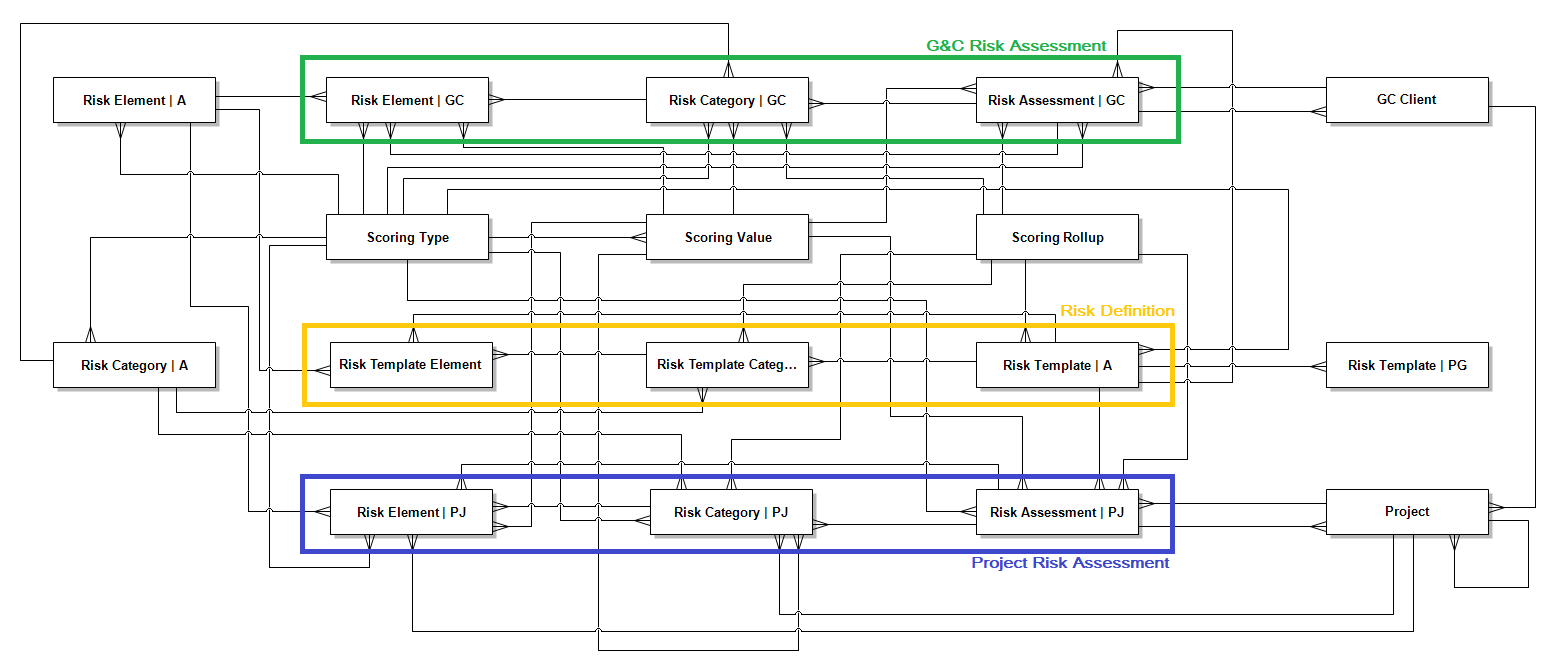 G&C Risk Assessment
Risk Element | A
Risk Element | GC
Risk Category | GC
Risk Assessment | GC
GC Client
Scoring Type
Scoring Value
Scoring Rollup
Risk Definition
Risk Category | A
Risk Template Element
Risk Template Categ...
Risk Template | A
Risk Template | PG
Risk Element | PJ
Risk Category | PJ
Risk Assessment | PJ
Project
Project Risk Assessment